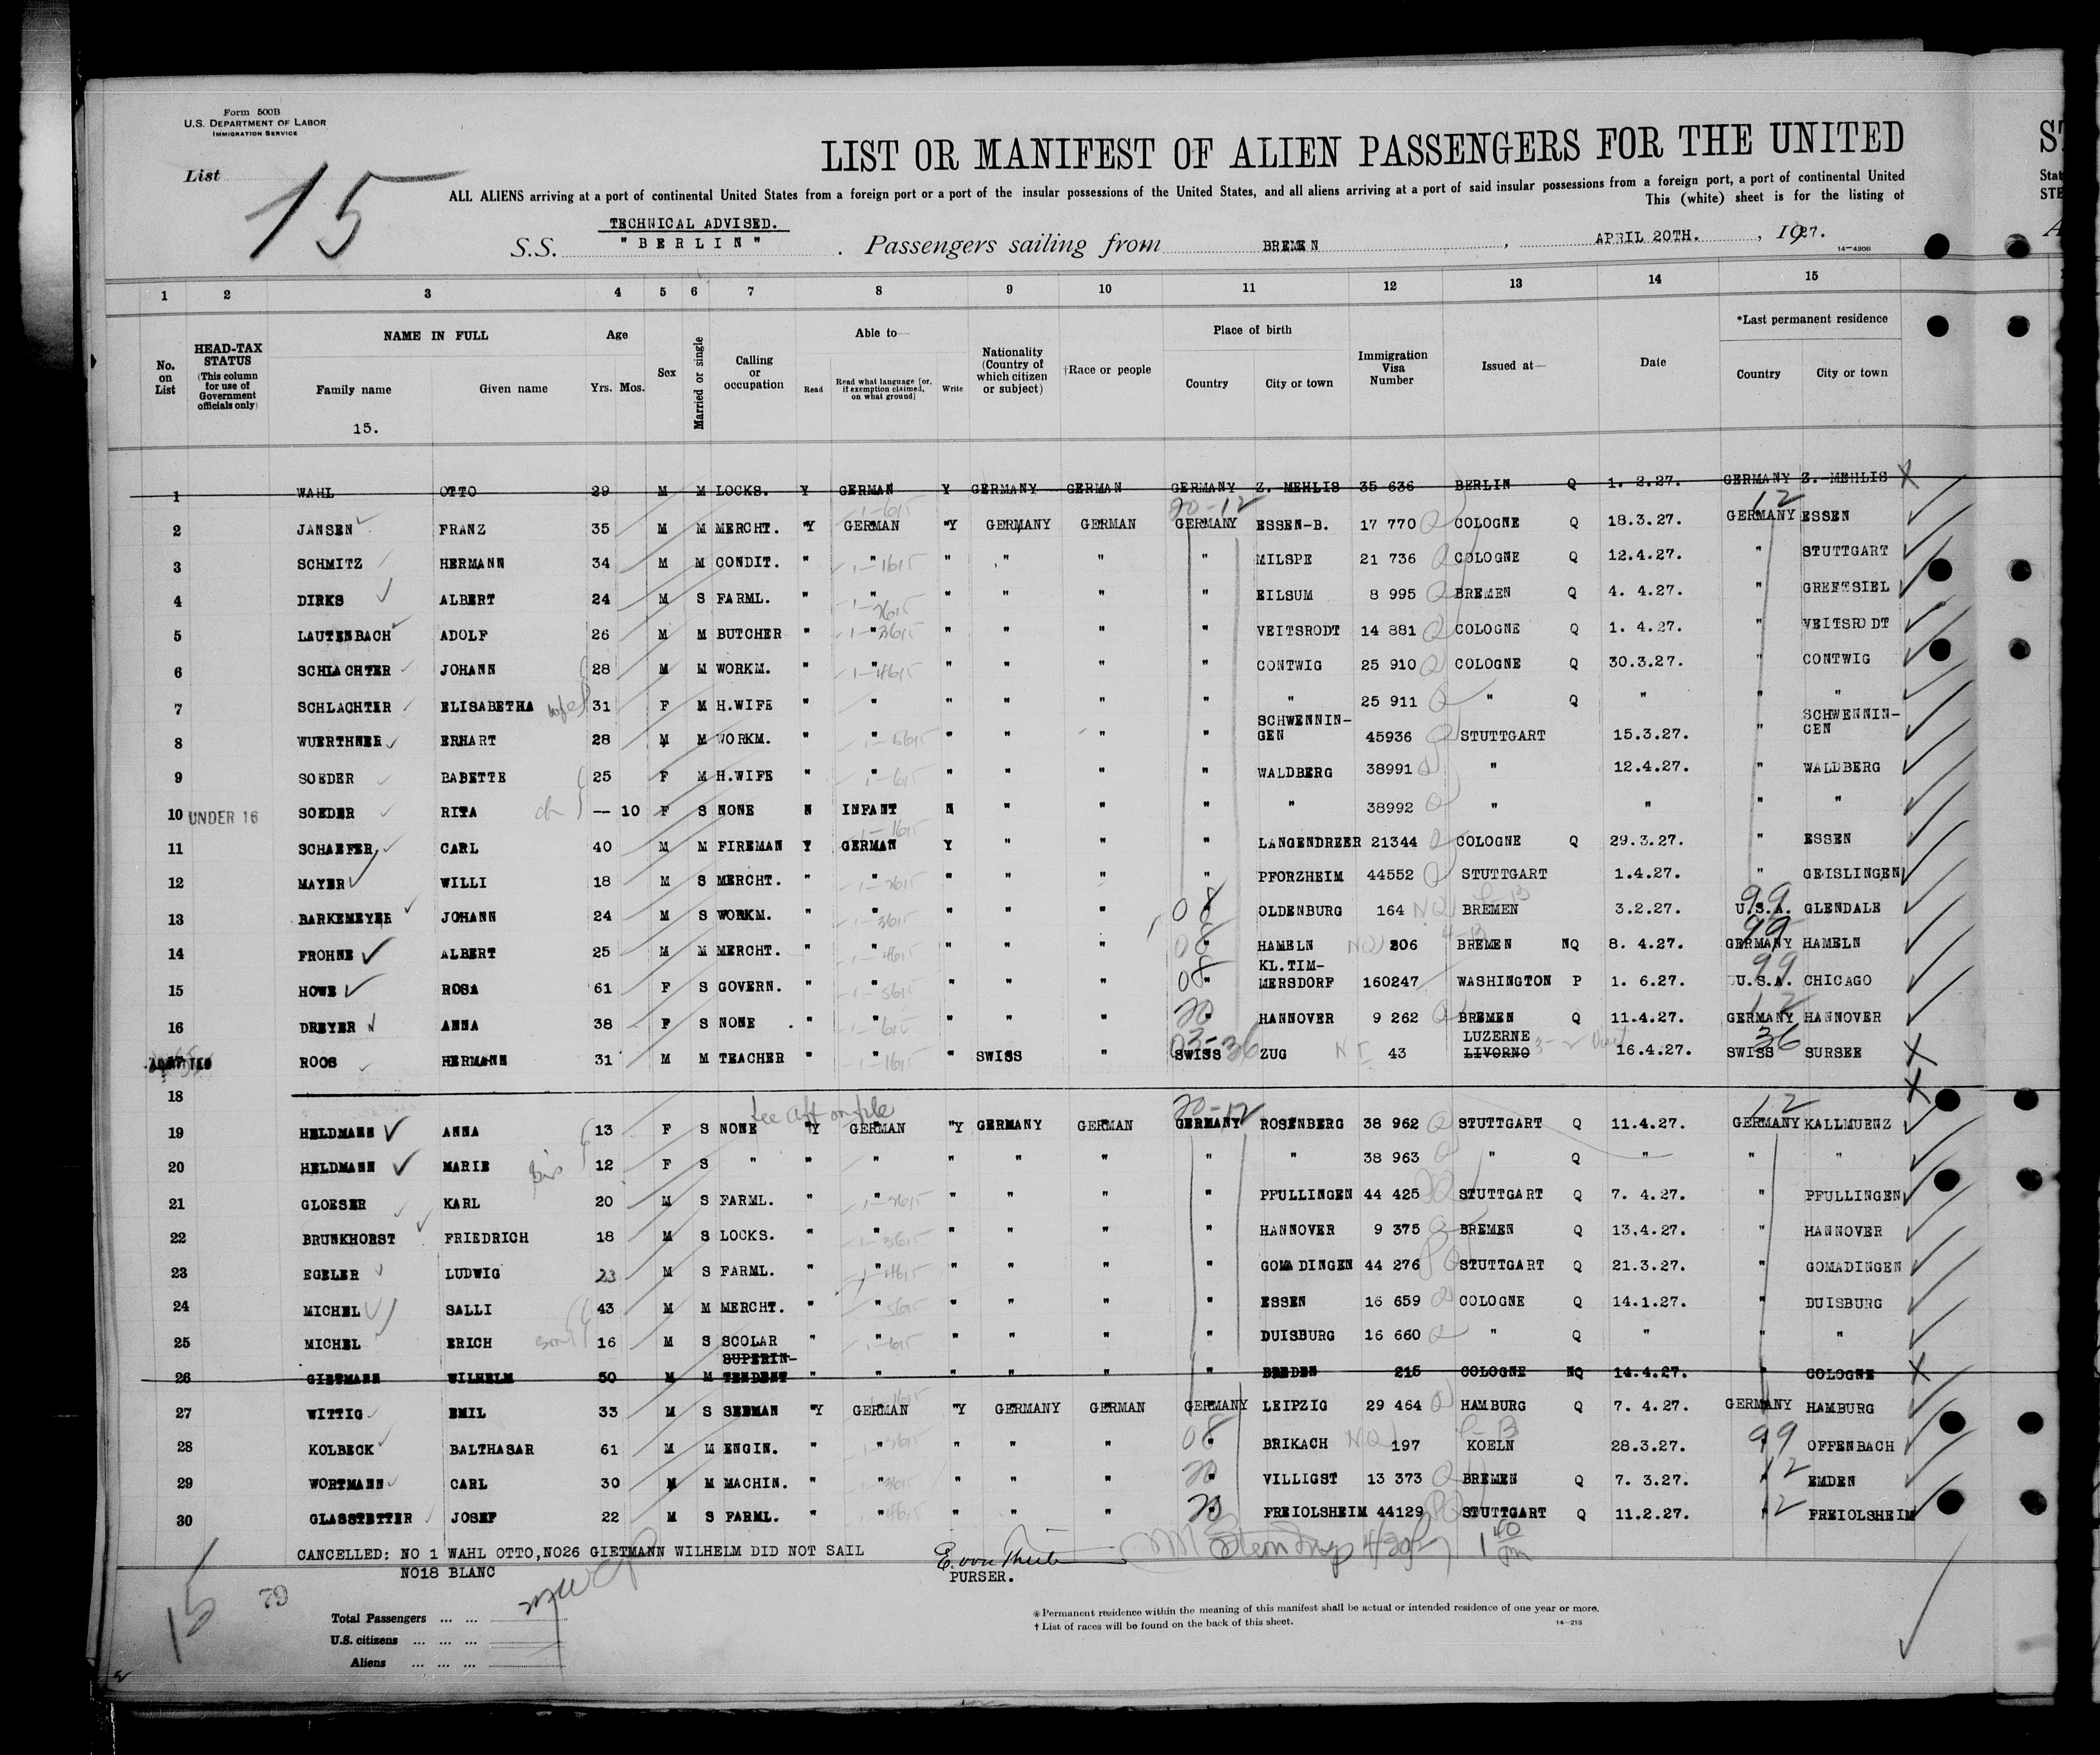 Form 500B
U.S. DEPARTMENT OF LABOR
IMMIGRATION SERVICE
List 15
LIST OR MANIFEST OF ALIEN PASSENGERS FOR THE UNITED
ALL ALIENS arriving at a port of continental United States from a foreign port or a port of the insular possessions of the United States, and all aliens arriving at a port of said insular possessions from a foreign port, a port of continental United
This (white) sheet is for the listing of
TECHNICAL ADVISED.
S.S. "BERLIN". Passengers sailing from BREMEN, APRIL 20TH., 1927.
14-4306
1 2 3 4 5 6 7 8 9 10 11 12 13 14 15
No. on List
HEAD-TAX STATUS (This column for use of Government officials only)
NAME IN FULL
Family name Given name
15.
Age
Yrs. Mos.
Sex
Married or single
Calling or occupation
Able to—
Read Read what language [or, if exemption claimed, on what ground] Write
Nationality (Country of which citizen or subject)
†Race or people
Place of birth
Country City or town
Immigration Visa Number
Issued at—
Date
*Last permanent residence
Country City or town
1 WAHL OTTO 29 M M LOCKS. Y GERMAN Y GERMANY GERMAN GERMANY Z. MEHLIS 35 636 BERLIN Q 1. 2.27. GERMANY Z. MEHLIS X
2 JANSEN FRANZ 35 M M MERCHT. "Y GERMAN "Y GERMANY GERMAN GERMANY ESSEN-B. 17 770 COLOGNE Q 18.3.27. GERMANY ESSEN
3 SCHMITZ HERMANN 34 M M CONDIT. " " " " " " MILSPE 21 736 COLOGNE Q 12.4.27. " STUTTGART
4 DIRKS ALBERT 24 M S FARML. " " " " " " EILSUM 8 995 BREMEN Q 4. 4.27. " GREETSIEL
5 LAUTENBACH ADOLF 26 M M BUTCHER " " " " " " VEITSRODT 14 881 COLOGNE Q 1. 4.27. " VEITSRODT
6 SCHLACHTER JOHANN 28 M M WORKM. " " " " " " CONTWIG 25 910 COLOGNE Q 30.3.27. " CONTWIG
7 SCHLACHTER ELISABETHA wife 31 F M H.WIFE " " " " " " " 25 911 " Q " " "
8 WUERTHNER ERHART 28 M M WORKM. " " " " " " SCHWENNIN-GEN 45936 STUTTGART 15.3.27. " SCHWENNIN-GEN
9 SOEDER BABETTE 25 F M H.WIFE " " " " " " WALDBERG 38991 " 12.4.27. " WALDBERG
10 UNDER 16 SOEDER RITA ch -- 10 F S NONE N INFANT N " " " " 38992 " " " "
11 SCHAEFER CARL 40 M M FIREMAN Y GERMAN Y " " " LANGENDREER 21344 COLOGNE Q 29.3.27. " ESSEN
12 MAYER WILLI 18 M S MERCHT. " " " " " " PFORZHEIM 44552 STUTTGART 1.4.27. " GEISLINGEN
13 BARKEMEYER JOHANN 24 M S WORKM. " " " " " " OLDENBURG 164 BREMEN 3.2.27. U.S.A. GLENDALE
14 FROHNE ALBERT 25 M M MERCHT. " " " " " " HAMELN 206 BREMEN NQ 8. 4.27. GERMANY HAMELN
15 HOWE ROSA 61 F S GOVERN. " " " " " " KL.TIM-MERSDORF 160247 WASHINGTON P 1. 6.27. U.S.A. CHICAGO
16 DREYER ANNA 38 F S NONE " " " " " " HANNOVER 9 262 BREMEN Q 11.4.27. GERMANY HANNOVER
ADMITTED ROOS HERMANN 31 M M TEACHER " " " SWISS " SWISS ZUG 43 LUZERNE LIVORNO 16.4.27. SWISS SURSEE X
18 X
see aff on file
19 HELDMANN ANNA 13 F S NONE "Y GERMAN "Y GERMANY GERMAN GERMANY ROSENBERG 38 962 STUTTGART Q 11.4.27. GERMANY KALLMUENZ
20 HELDMANN MARIE sis 12 F S " " " " " " " " 38 963 " Q " " "
21 GLOESER KARL 20 M S FARML. " " " " " " PFULLINGEN 44 425 STUTTGART Q 7. 4.27. " PFULLINGEN
22 BRUNKHORST FRIEDRICH 18 M S LOCKS. " " " " " " HANNOVER 9 375 BREMEN Q 13.4.27. " HANNOVER
23 EGELER LUDWIG 23 M S FARML. " " " " " " GOMADINGEN 44 276 STUTTGART Q 21.3.27. " GOMADINGEN
24 MICHEL SALLI 43 M M MERCHT. " " " " " " ESSEN 16 659 COLOGNE Q 14.1.27. " DUISBURG
25 MICHEL ERICH son 16 M S SCOLAR " " " " " " DUISBURG 16 660 " Q " " "
26 GIETMANN WILHELM 50 M M SUPERIN-TENDENT " " " " " " BREDEN 215 COLOGNE NQ 14.4.27. " COLOGNE X
27 WITTIG EMIL 33 M S SEEMAN "Y GERMAN "Y GERMANY GERMAN GERMANY LEIPZIG 29 464 HAMBURG Q 7. 4.27. GERMANY HAMBURG
28 KOLBECK BALTHASAR 61 M M ENGIN. " " " " " " BRIKACH 197 KOELN 28.3.27. " OFFENBACH
29 WORTMANN CARL 30 M M MACHIN. " " " " " " VILLIGST 13 373 BREMEN Q 7. 3.27. " EMDEN
30 GLASSTETTER JOSEF 22 M S FARML. " " " " " " FREIOLSHEIM 44129 STUTTGART Q 11.2.27. " FREIOLSHEIM
CANCELLED: NO 1 WAHL OTTO,NO26 GIETMANN WILHELM DID NOT SAIL
NO18 BLANC
PURSER.
15 79
Total Passengers ... ...
U.S. citizens ... ... ...
Aliens ... ... ...
* Permanent residence within the meaning of this manifest shall be actual or intended residence of one year or more.
† List of races will be found on the back of this sheet.
14-213